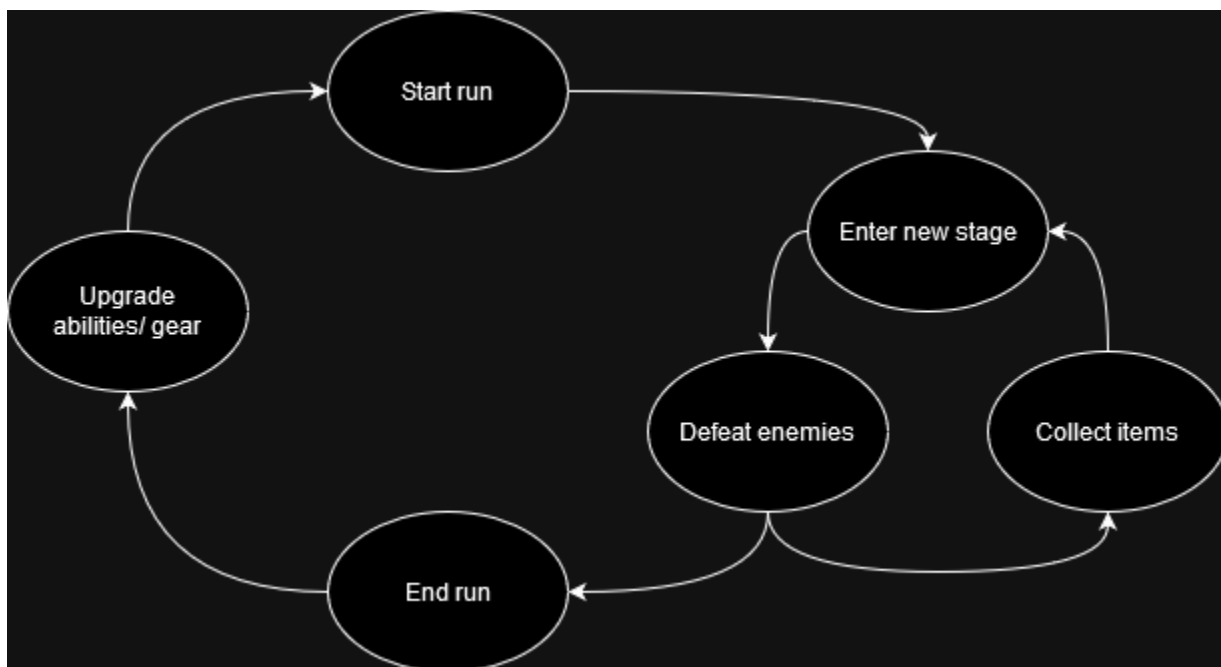 Start run
Enter new stage
Upgrade
abilities/ gear
Defeat enemies
Collect items
End run